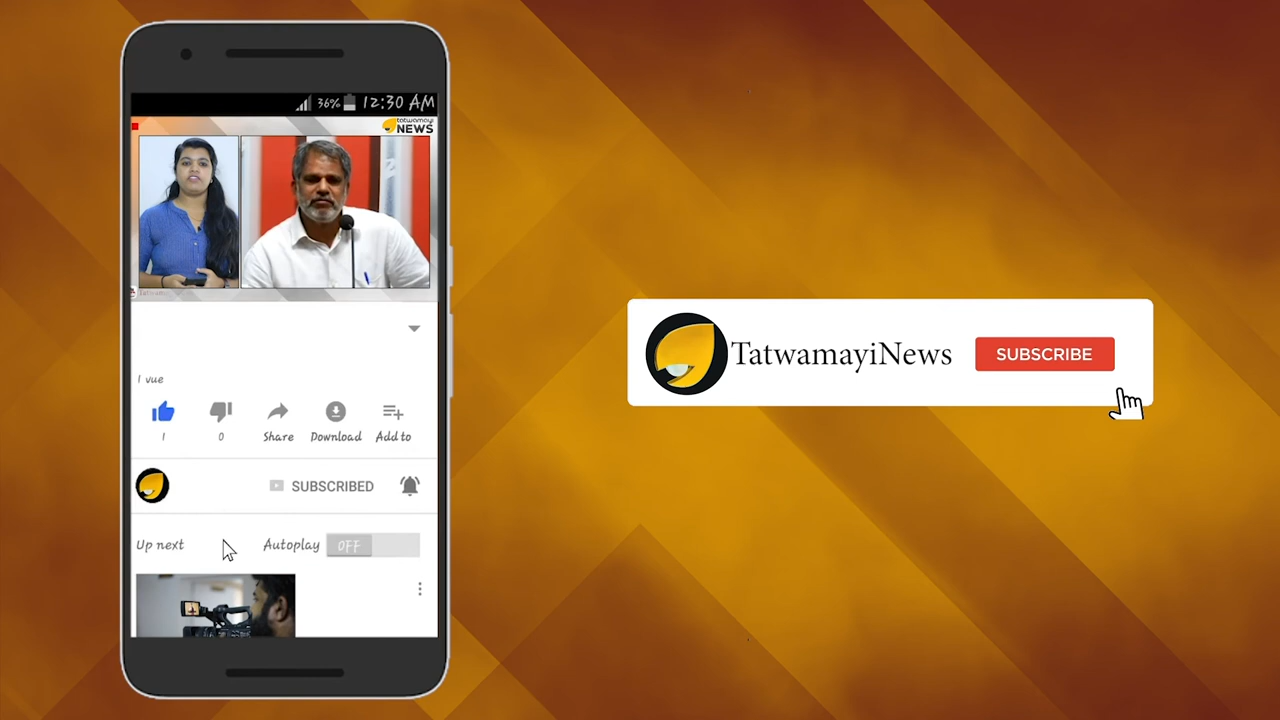 36% 12:30 AM
tatwamayi
NEWS
1 vue
1
0
Share
Download
Add to
SUBSCRIBED
Up next
Autoplay
OFF
TatwamayiNews
SUBSCRIBE